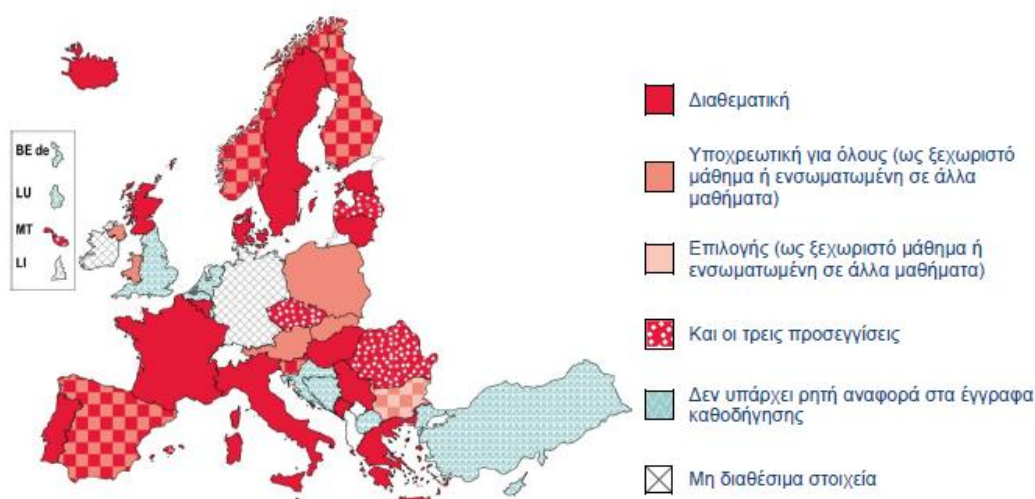 BE de
LU
MT
LI
Διαθεματική
Υποχρεωτική για όλους (ως ξεχωριστό
μάθημα ή ενσωματωμένη σε άλλα
μαθήματα)
Επιλογής (ως ξεχωριστό μάθημα ή
ενσωματωμένη σε άλλα μαθήματα)
Και οι τρεις προσεγγίσεις
Δεν υπάρχει ρητή αναφορά στα έγγραφα
καθοδήγησης
Μη διαθέσιμα στοιχεία